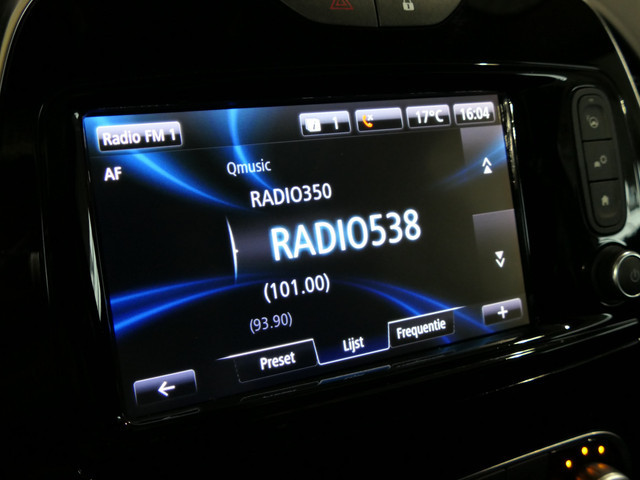 Radio FM 1
1
17°C
16:04
AF
Qmusic
RADIO350
RADIO538
(101.00)
(93.90)
Preset
Lijst
Frequentie
+